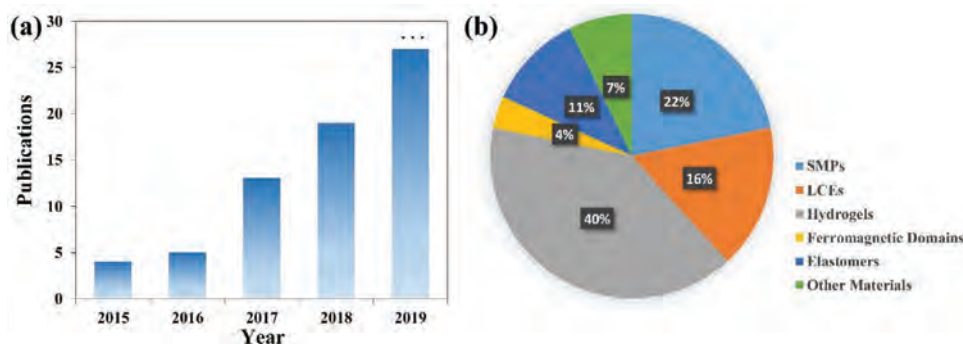 (a)
30
25
20
15
10
5
0
Publications
...
2015 2016 2017 2018 2019
Year
(b)
22%
16%
40%
4%
11%
7%
SMPs
LCEs
Hydrogels
Ferromagnetic Domains
Elastomers
Other Materials